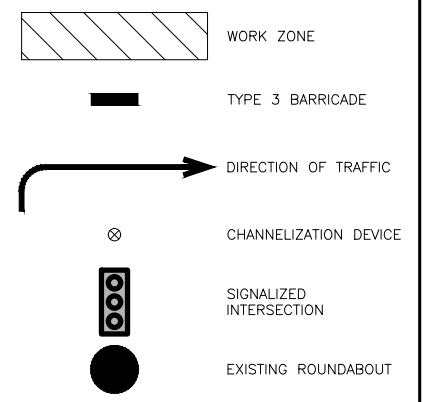 WORK ZONE
TYPE 3 BARRICADE
DIRECTION OF TRAFFIC
CHANNELIZATION DEVICE
SIGNALIZED
INTERSECTION
EXISTING ROUNDABOUT